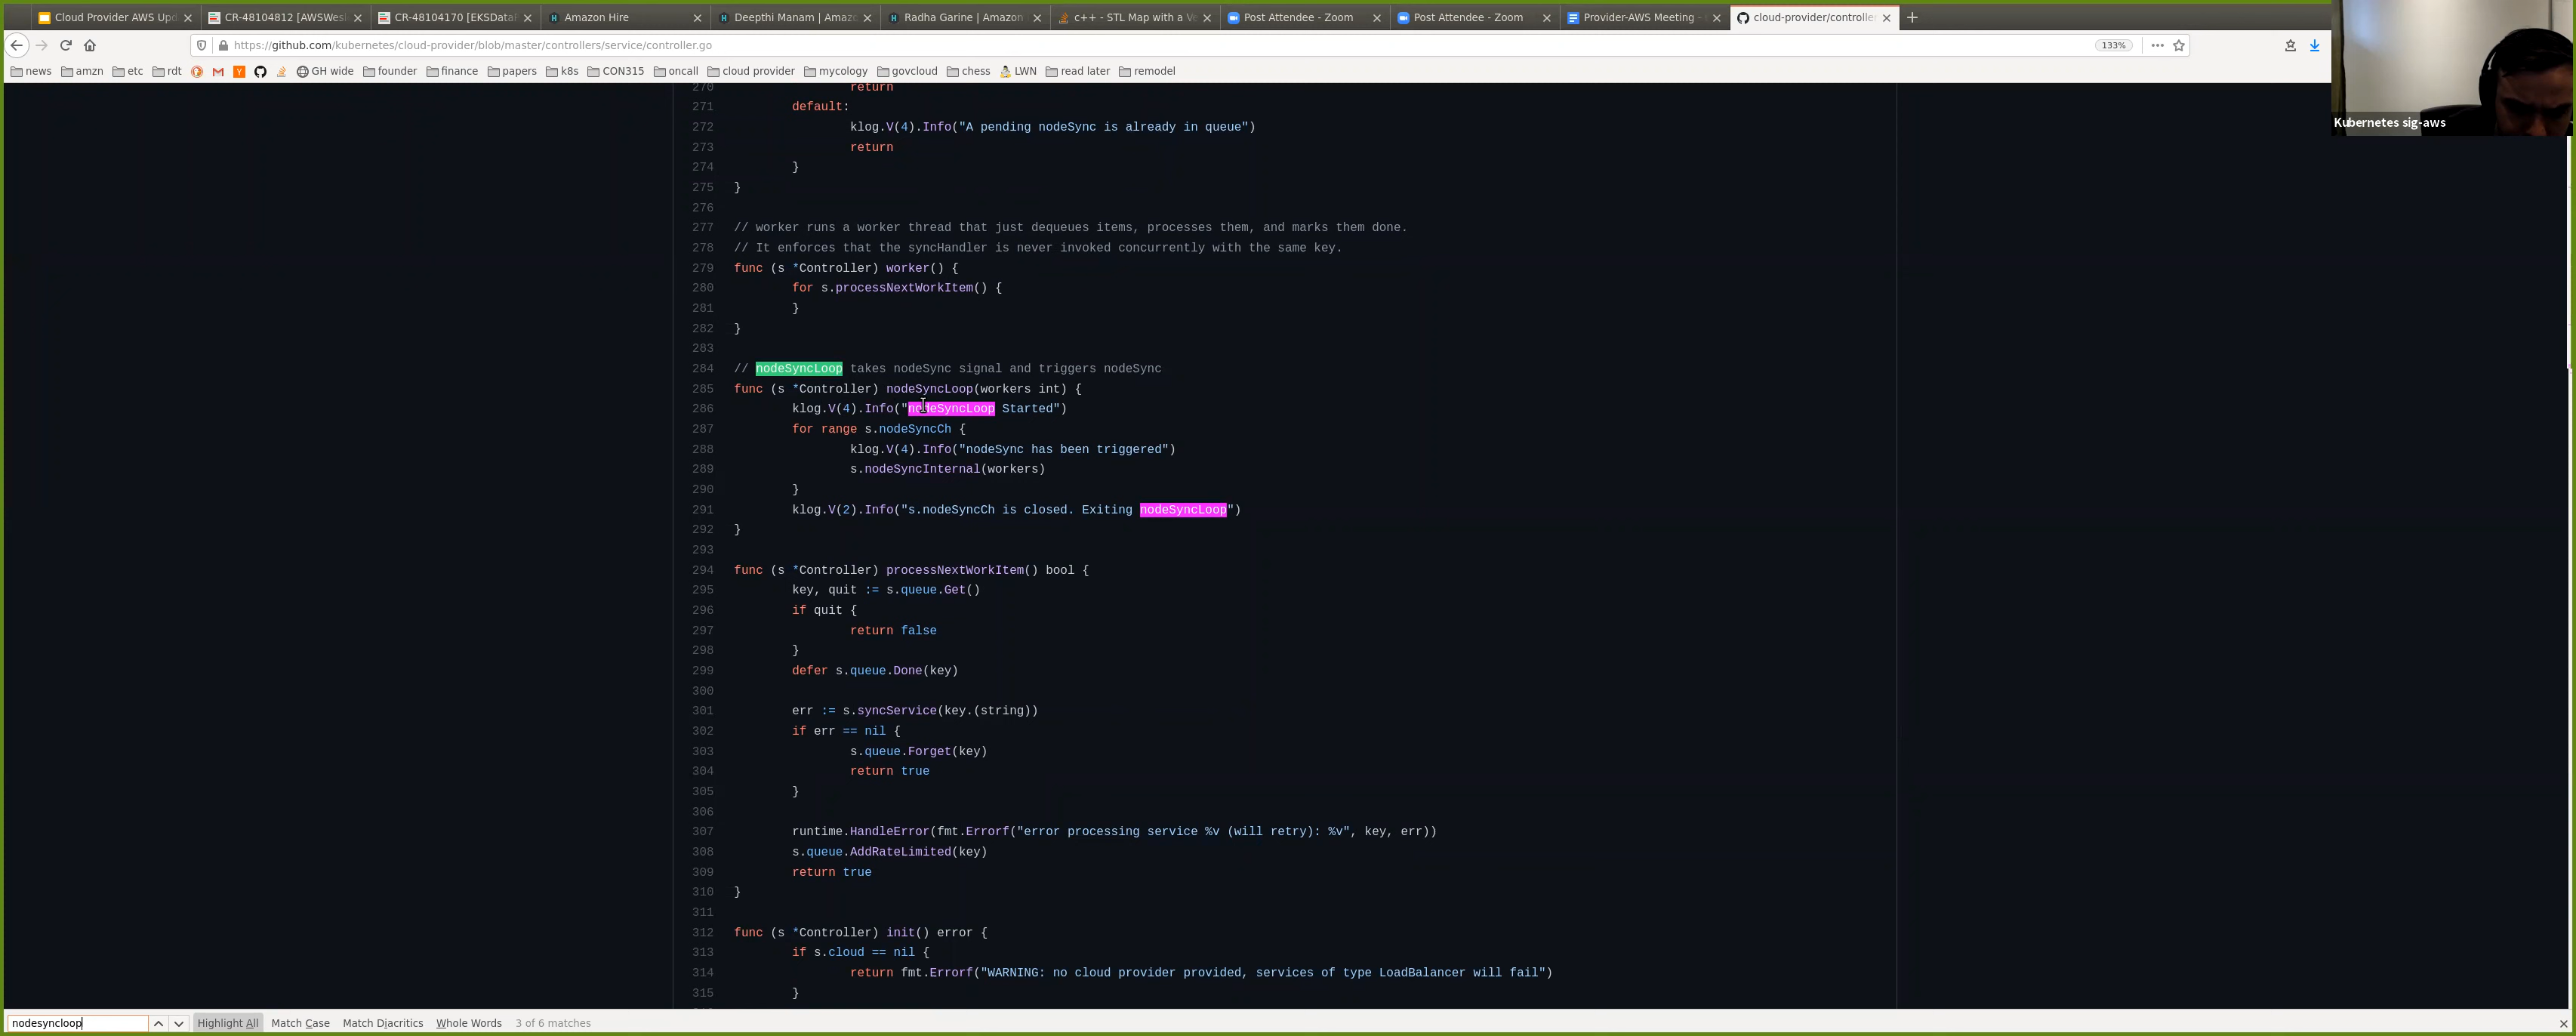 Cloud Provider AWS Upd
CR-48104812 [AWSWes
CR-48104170 [EKSData
Amazon Hire
Deepthi Manam | Amaz
Radha Garine | Amazon
c++ - STL Map with a Ve
Post Attendee - Zoom
Post Attendee - Zoom
Provider-AWS Meeting -
cloud-provider/controlle
https://github.com/kubernetes/cloud-provider/blob/master/controllers/service/controller.go
133%
news amzn etc rdt GH wide founder finance papers k8s CON315 oncall cloud provider mycology govcloud chess LWN read later remodel
Kubernetes sig-aws
270 return
271 default:
272 klog.V(4).Info("A pending nodeSync is already in queue")
273 return
274 }
275 }
276
277 // worker runs a worker thread that just dequeues items, processes them, and marks them done.
278 // It enforces that the syncHandler is never invoked concurrently with the same key.
279 func (s *Controller) worker() {
280 for s.processNextWorkItem() {
281 }
282 }
283
284 // nodeSyncLoop takes nodeSync signal and triggers nodeSync
285 func (s *Controller) nodeSyncLoop(workers int) {
286 klog.V(4).Info("nodeSyncLoop Started")
287 for range s.nodeSyncCh {
288 klog.V(4).Info("nodeSync has been triggered")
289 s.nodeSyncInternal(workers)
290 }
291 klog.V(2).Info("s.nodeSyncCh is closed. Exiting nodeSyncLoop")
292 }
293
294 func (s *Controller) processNextWorkItem() bool {
295 key, quit := s.queue.Get()
296 if quit {
297 return false
298 }
299 defer s.queue.Done(key)
300
301 err := s.syncService(key.(string))
302 if err == nil {
303 s.queue.Forget(key)
304 return true
305 }
306
307 runtime.HandleError(fmt.Errorf("error processing service %v (will retry): %v", key, err))
308 s.queue.AddRateLimited(key)
309 return true
310 }
311
312 func (s *Controller) init() error {
313 if s.cloud == nil {
314 return fmt.Errorf("WARNING: no cloud provider provided, services of type LoadBalancer will fail")
315 }
nodesyncloop Highlight All Match Case Match Diacritics Whole Words 3 of 6 matches